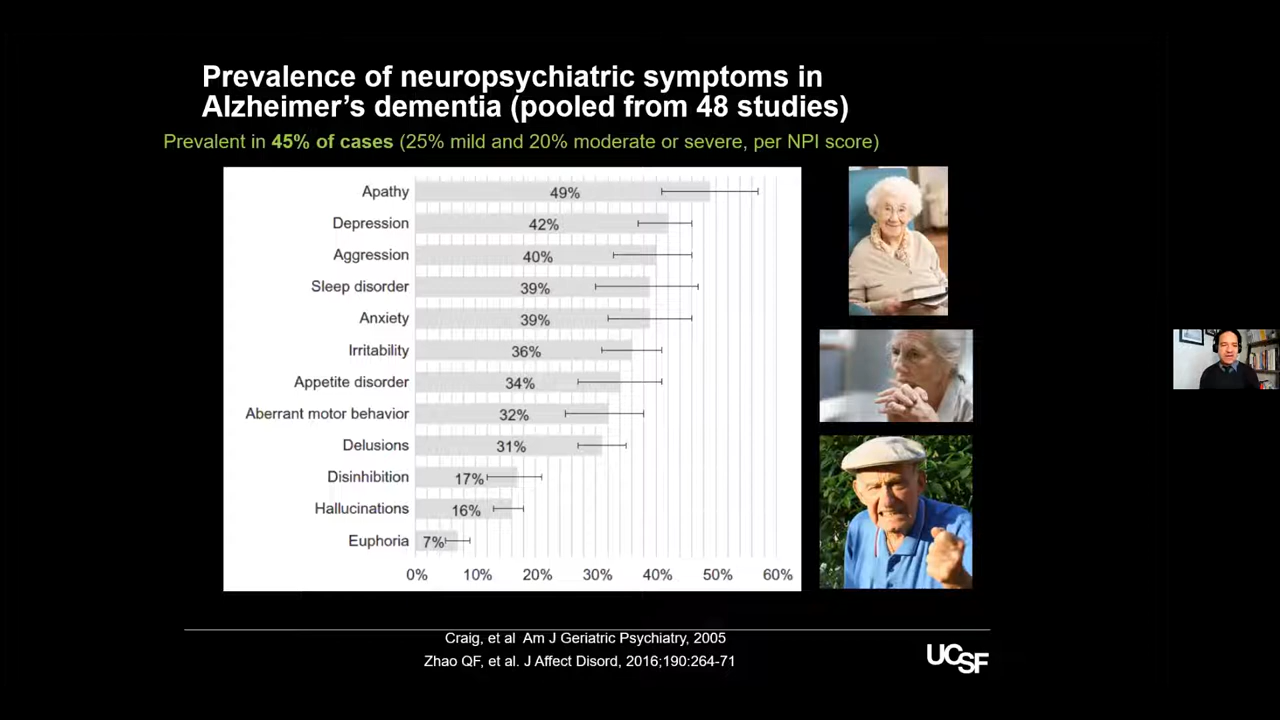 Prevalence of neuropsychiatric symptoms in
Alzheimer's dementia (pooled from 48 studies)
Prevalent in 45% of cases (25% mild and 20% moderate or severe, per NPI score)
Apathy 49%
Depression 42%
Aggression 40%
Sleep disorder 39%
Anxiety 39%
Irritability 36%
Appetite disorder 34%
Aberrant motor behavior 32%
Delusions 31%
Disinhibition 17%
Hallucinations 16%
Euphoria 7%
0% 10% 20% 30% 40% 50% 60%
Craig, et al Am J Geriatric Psychiatry, 2005
Zhao QF, et al. J Affect Disord, 2016;190:264-71
UCSF